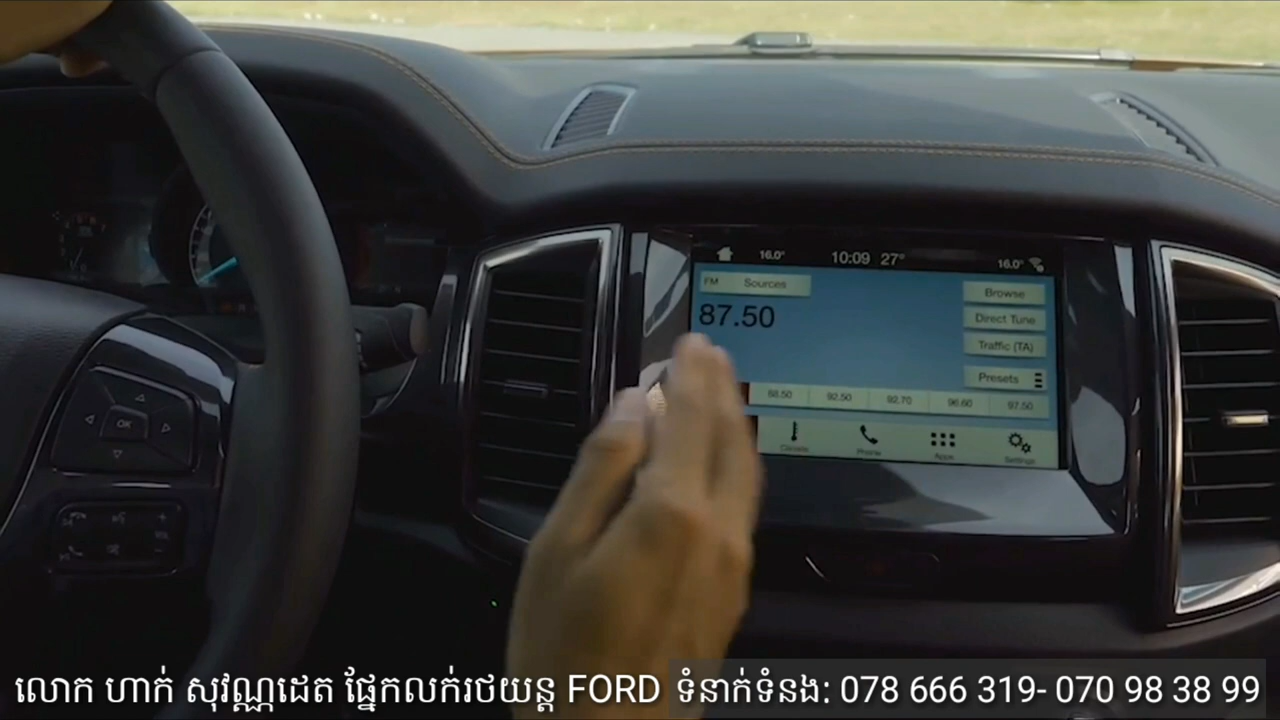 16.0° 10:09 27° 16.0°
FM Sources
Browse
87.50
Direct Tune
Traffic (TA)
Presets
88.50 92.50 92.70 96.60 97.50
Climate Phone Apps Settings
OK
លោក ហាក់ សុវណ្ណដេត ផ្នែកលក់រថយន្ត FORD ទំនាក់ទំនង: 078 666 319- 070 98 38 99